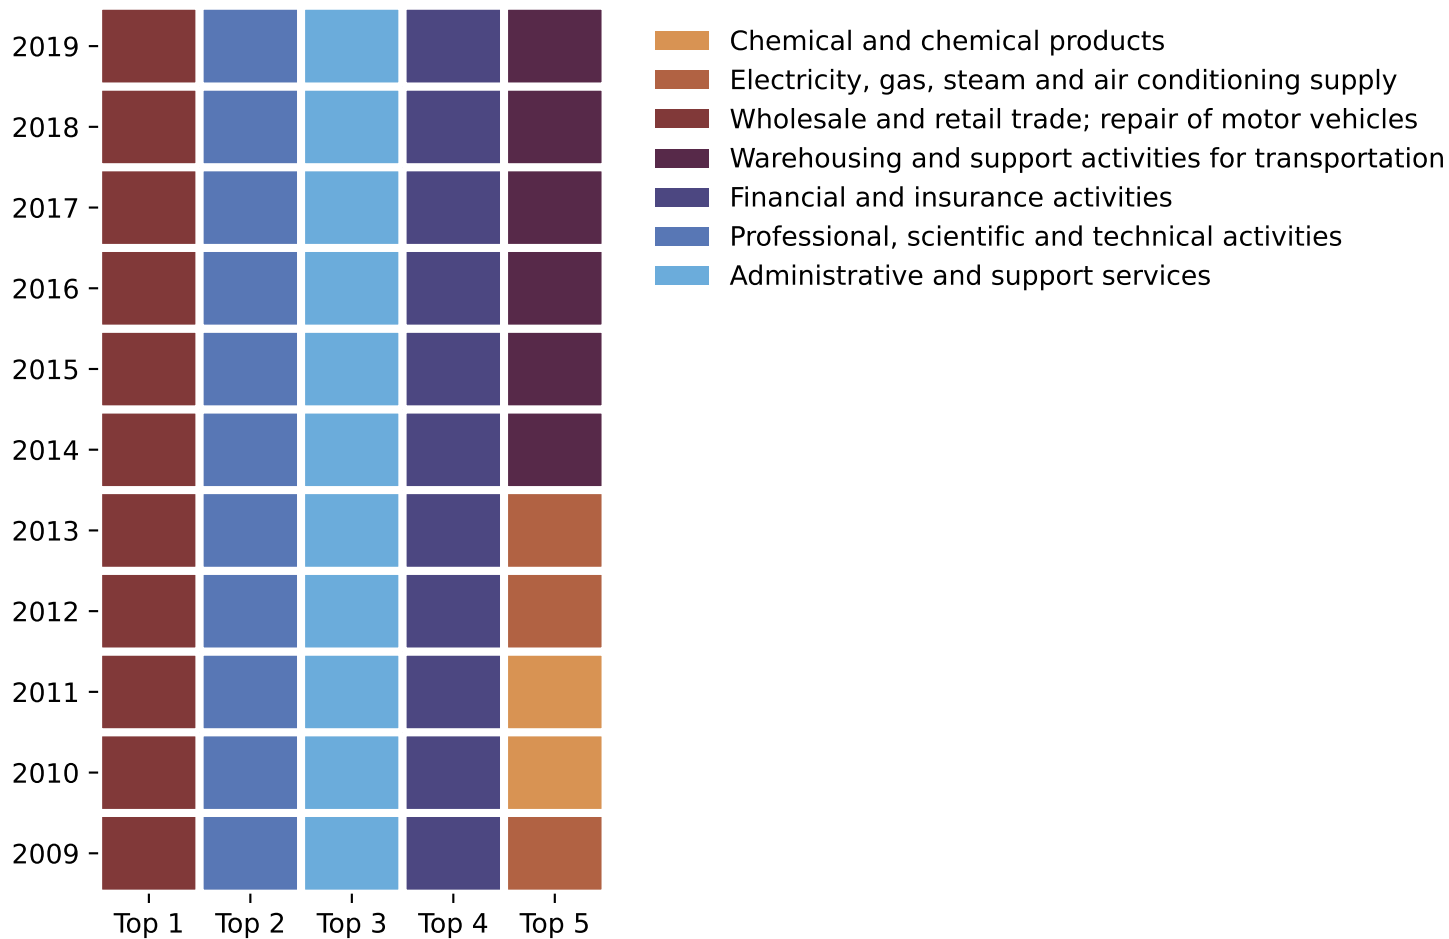 2019
2018
2017
2016
2015
2014
2013
2012
2011
2010
2009
Top 1
Top 2
Top 3
Top 4
Top 5
Chemical and chemical products
Electricity, gas, steam and air conditioning supply
Wholesale and retail trade; repair of motor vehicles
Warehousing and support activities for transportation
Financial and insurance activities
Professional, scientific and technical activities
Administrative and support services